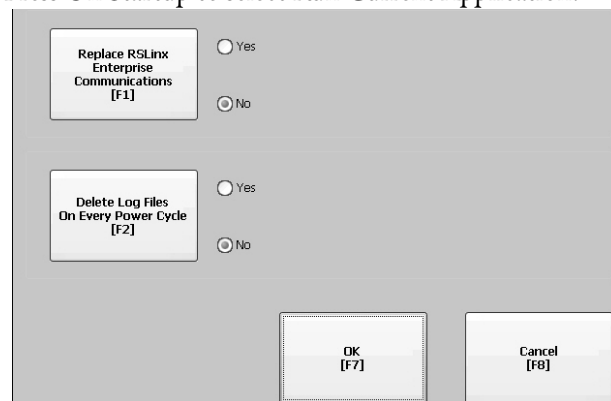 Replace RSLinx
Enterprise
Communications
[F1]
Yes
No
Delete Log Files
On Every Power Cycle
[F2]
Yes
No
OK
[F7]
Cancel
[F8]